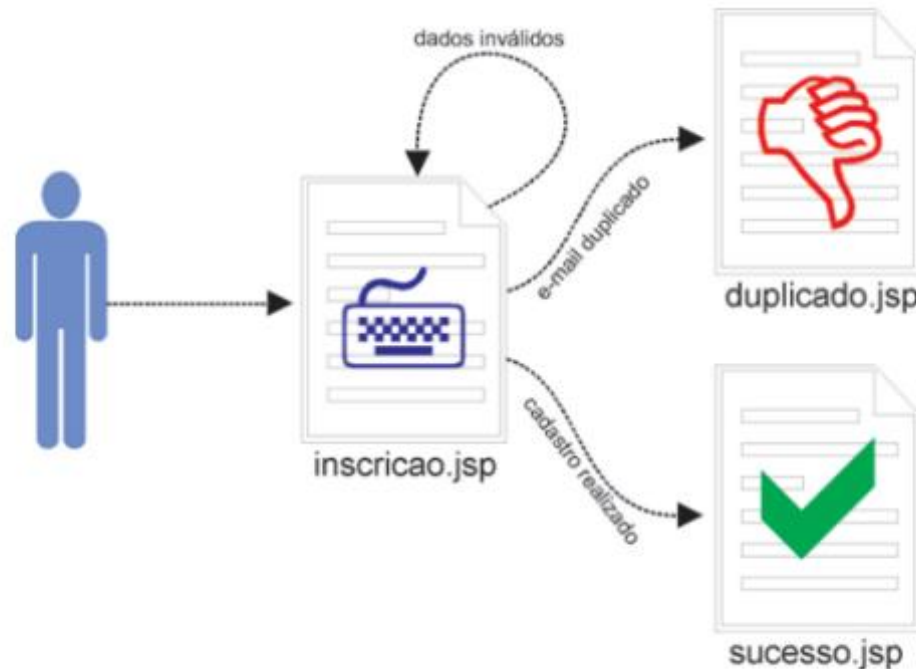 dados inválidos
e-mail duplicado
duplicado.jsp
inscricao.jsp
cadastro realizado
sucesso.jsp